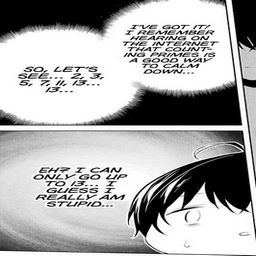 I'VE GOT IT!
I REMEMBER
HEARING ON
THE INTERNET
THAT COUNT-
ING PRIMES IS
A GOOD WAY
TO CALM
DOWN...
SO, LET'S
SEE... 2, 3,
5, 7, 11, 13...
13...
EH? I CAN
ONLY GO UP
TO 13... I
GUESS I
REALLY AM
STUPID...